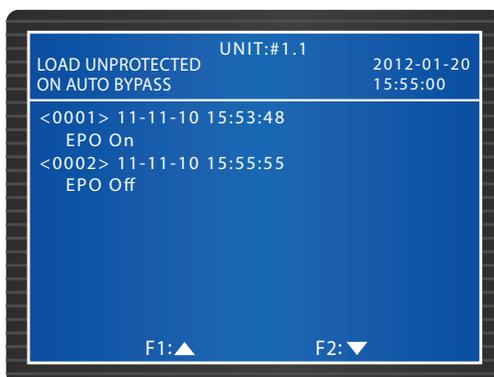 UNIT:#1.1
LOAD UNPROTECTED 2012-01-20
ON AUTO BYPASS 15:55:00
<0001> 11-11-10 15:53:48
EPO On
<0002> 11-11-10 15:55:55
EPO Off
F1:▲ F2:▼